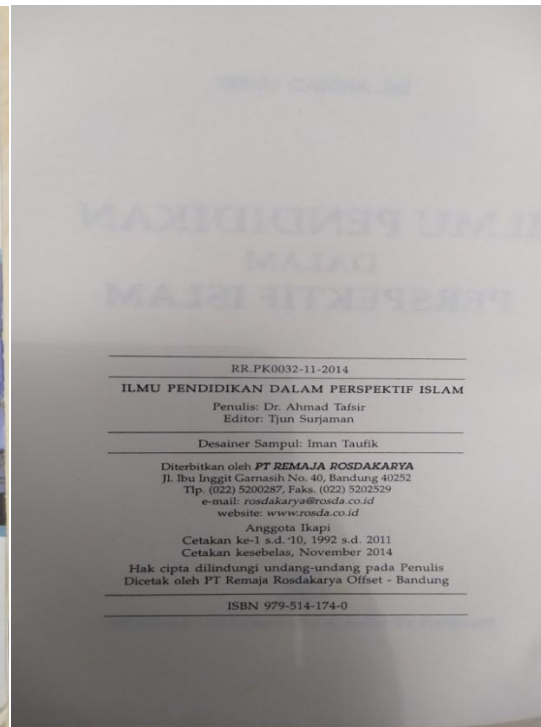 RR.PK0032-11-2014
ILMU PENDIDIKAN DALAM PERSPEKTIF ISLAM
Penulis: Dr. Ahmad Tafsir
Editor: Tjun Surjaman
Desainer Sampul: Iman Taufik
Diterbitkan oleh PT REMAJA ROSDAKARYA
Jl. Ibu Inggit Garnasih No. 40, Bandung 40252
Tlp. (022) 5200287, Faks. (022) 5202529
e-mail: rosdakarya@rosda.co.id
website: www.rosda.co.id
Anggota Ikapi
Cetakan ke-1 s.d. 10, 1992 s.d. 2011
Cetakan kesebelas, November 2014
Hak cipta dilindungi undang-undang pada Penulis
Dicetak oleh PT Remaja Rosdakarya Offset - Bandung
ISBN 979-514-174-0